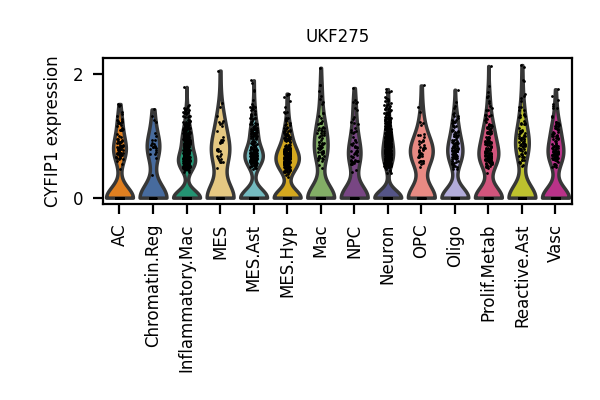 UKF275
CYFIP1 expression
2
0
AC
Chromatin.Reg
Inflammatory.Mac
MES
MES.Ast
MES.Hyp
Mac
NPC
Neuron
OPC
Oligo
Prolif.Metab
Reactive.Ast
Vasc